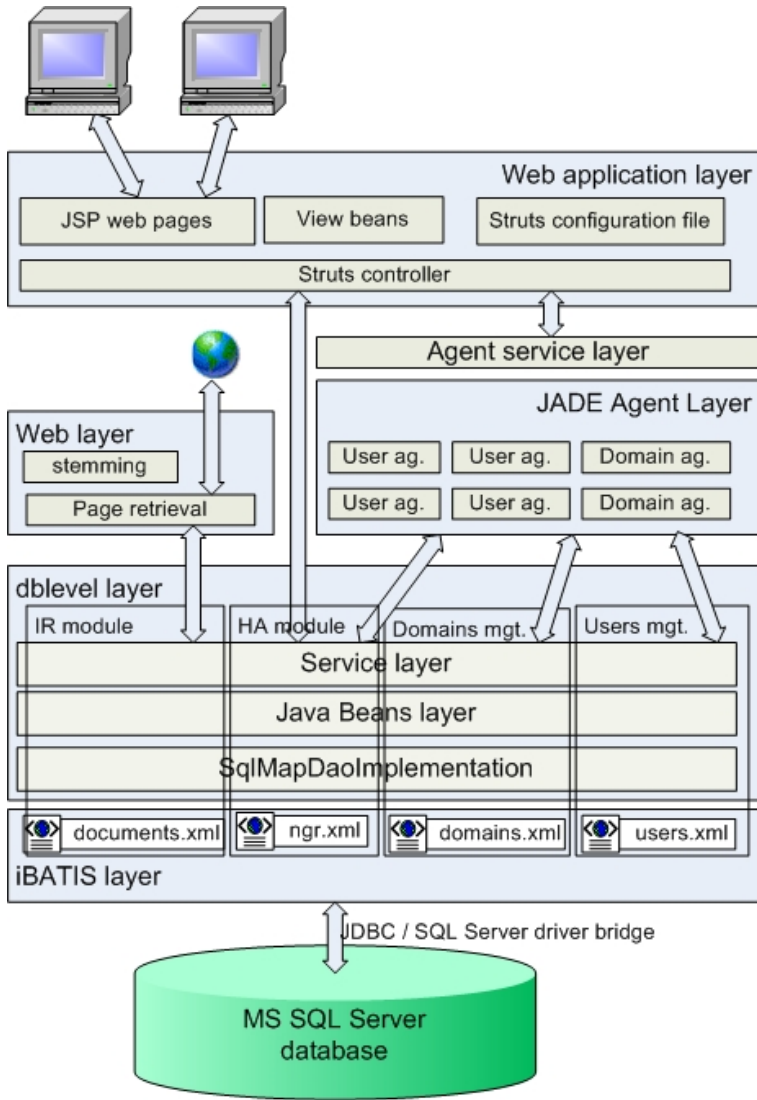 Web application layer
JSP web pages
View beans
Struts configuration file
Struts controller
Agent service layer
JADE Agent Layer
Web layer
stemming
User ag.
User ag.
Domain ag.
Page retrieval
User ag.
User ag.
Domain ag.
dblevel layer
IR module
HA module
Domains mgt.
Users mgt.
Service layer
Java Beans layer
SqlMapDaoImplementation
documents.xml
ngr.xml
domains.xml
users.xml
iBATIS layer
JDBC / SQL Server driver bridge
MS SQL Server
database